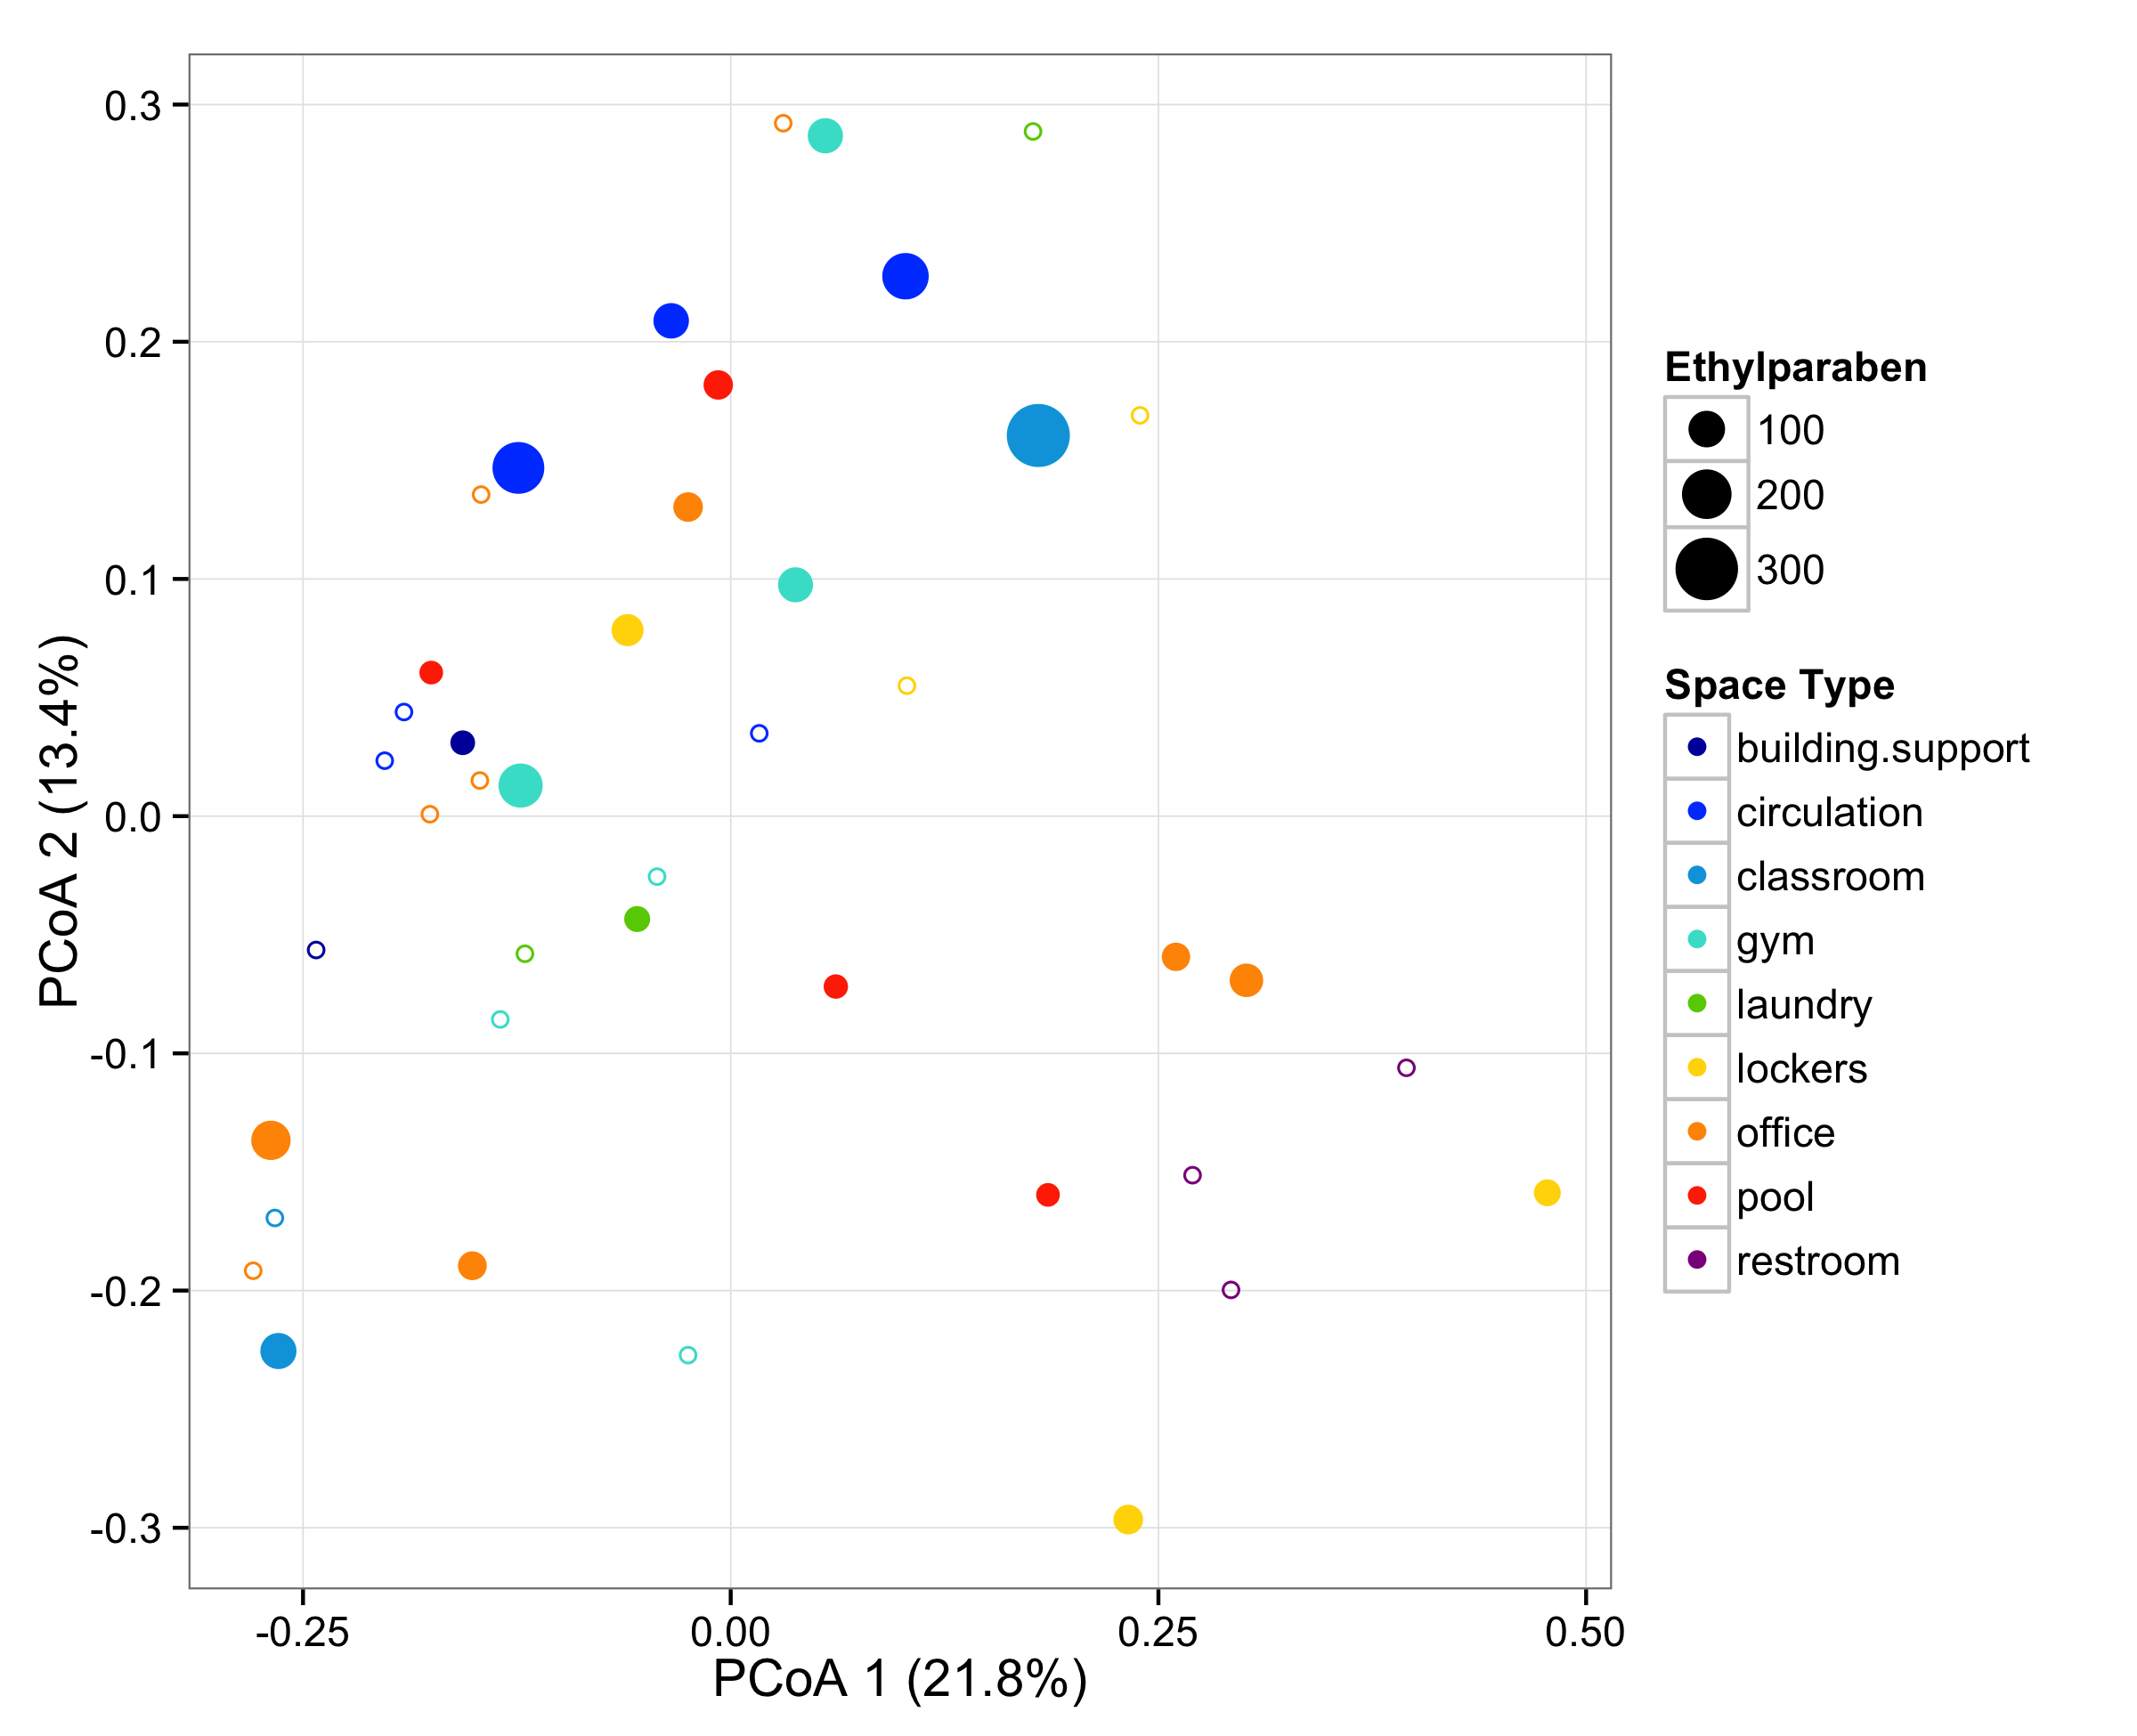 0.3
0.2
0.1
0.0
-0.1
-0.2
-0.3
PCoA 2 (13.4%)
-0.25
0.00
0.25
0.50
PCoA 1 (21.8%)
Ethylparaben
100
200
300
Space Type
building.support
circulation
classroom
gym
laundry
lockers
office
pool
restroom